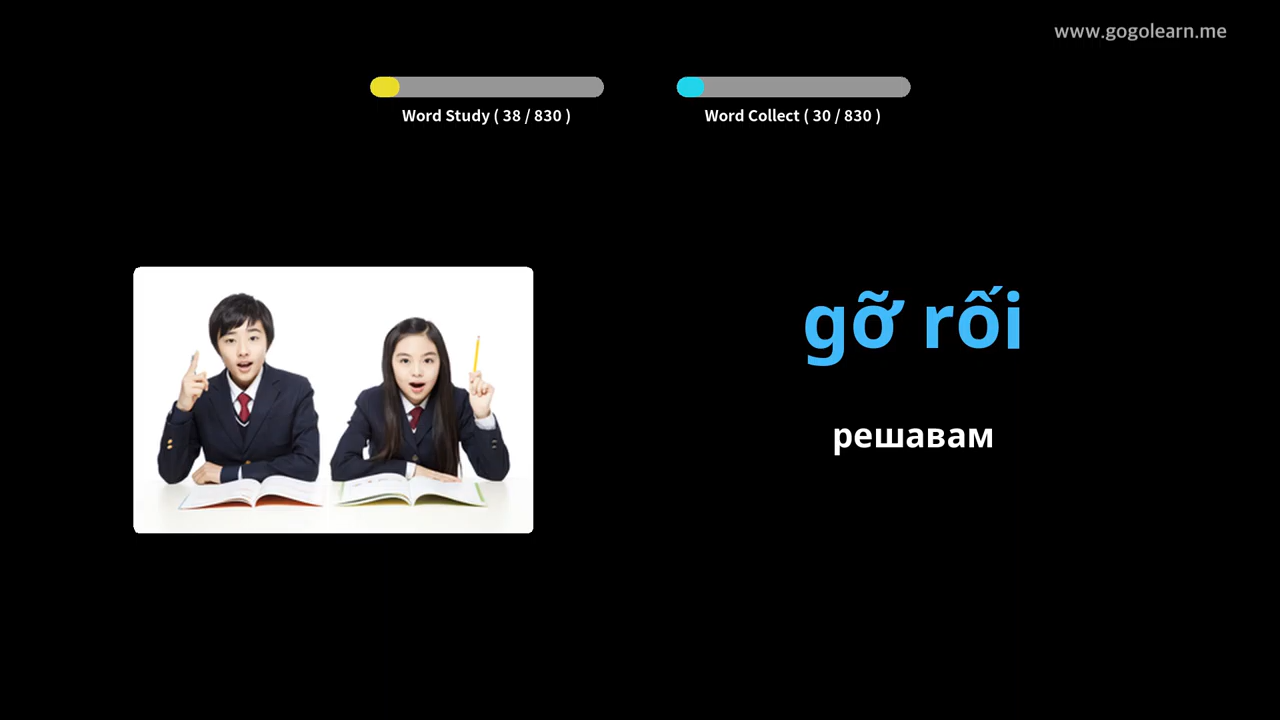 www.gogolearn.me
Word Study ( 38 / 830 )
Word Collect ( 30 / 830 )
gỡ rối
решавам